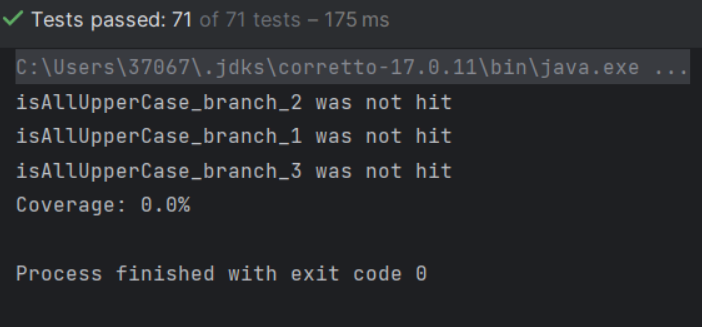 Tests passed: 71 of 71 tests – 175 ms
C:\Users\37067\.jdks\corretto-17.0.11\bin\java.exe ...
isAllUpperCase_branch_2 was not hit
isAllUpperCase_branch_1 was not hit
isAllUpperCase_branch_3 was not hit
Coverage: 0.0%
Process finished with exit code 0